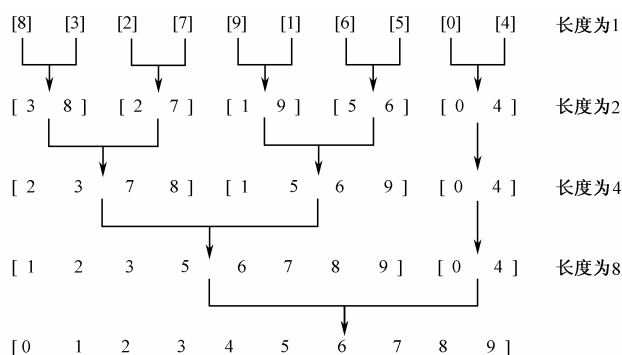 [8] [3] [2] [7] [9] [1] [6] [5] [0] [4] 长度为1
[ 3 8 ] [ 2 7 ] [ 1 9 ] [ 5 6 ] [ 0 4 ] 长度为2
[ 2 3 7 8 ] [ 1 5 6 9 ] [ 0 4 ] 长度为4
[ 1 2 3 5 6 7 8 9 ] [ 0 4 ] 长度为8
[ 0 1 2 3 4 5 6 7 8 9 ]